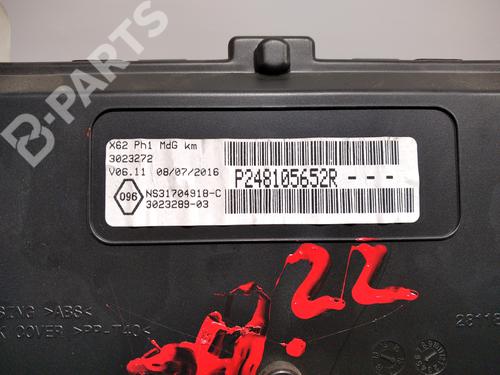 B-PARTS
X62 Ph1 MdG km
3023272
V06.11 08/07/2016
096
NS31704918-C
3023289-03
P248105652R - - -
22
>ABS<
COVER >PP-T40<